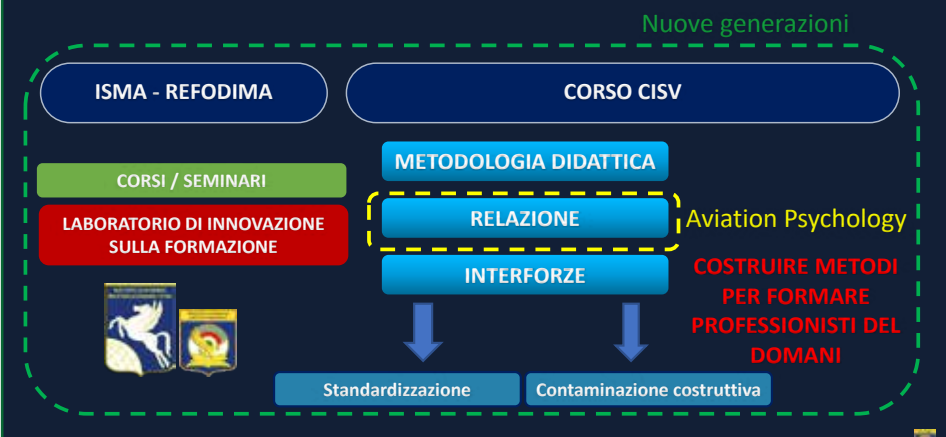 Nuove generazioni
ISMA - REFODIMA
CORSO CISV
METODOLOGIA DIDATTICA
CORSI / SEMINARI
RELAZIONE
Aviation Psychology
LABORATORIO DI INNOVAZIONE
SULLA FORMAZIONE
INTERFORZE
COSTRUIRE METODI
PER FORMARE
PROFESSIONISTI DEL
DOMANI
Standardizzazione
Contaminazione costruttiva